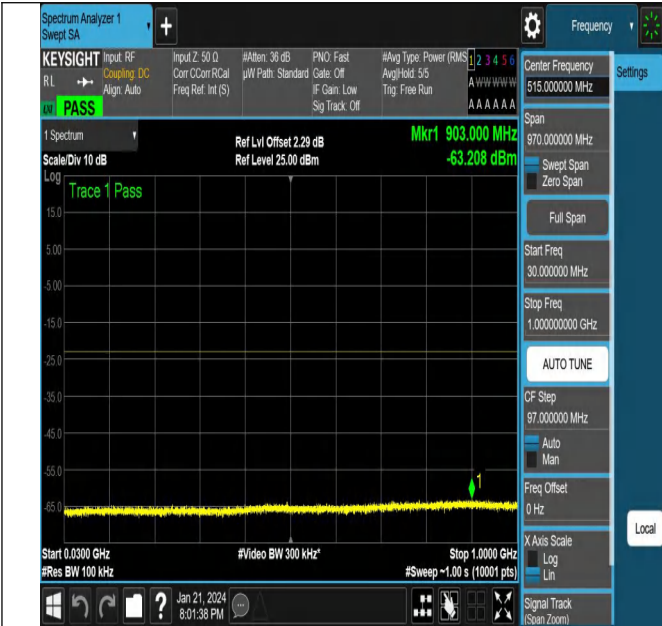 Spectrum Analyzer 1
Swept SA
Frequency
KEYSIGHT
RL
PASS
Input: RF
Coupling: DC
Align: Auto
Input Z: 50 Ω
Corr CCorr RCal
Freq Ref: Int (S)
#Atten: 36 dB
µW Path: Standard
PNO: Fast
Gate: Off
IF Gain: Low
Sig Track: Off
#Avg Type: Power (RMS
Avg|Hold: 5/5
Trig: Free Run
1 2 3 4 5 6
A W W W W W
A A A A A A
1 Spectrum
Scale/Div 10 dB
Log
Ref Lvl Offset 2.29 dB
Ref Level 25.00 dBm
Mkr1 903.000 MHz
-63.208 dBm
Trace 1 Pass
15.0
5.00
-5.00
-15.0
-25.0
-35.0
-45.0
-55.0
-65.0
1
Start 0.0300 GHz
#Res BW 100 kHz
#Video BW 300 kHz*
Stop 1.0000 GHz
#Sweep ~1.00 s (10001 pts)
Jan 21, 2024
8:01:38 PM
Center Frequency
515.000000 MHz
Settings
Span
970.000000 MHz
Swept Span
Zero Span
Full Span
Start Freq
30.000000 MHz
Stop Freq
1.000000000 GHz
AUTO TUNE
CF Step
97.000000 MHz
Auto
Man
Freq Offset
0 Hz
X Axis Scale
Log
Lin
Local
Signal Track
(Span Zoom)